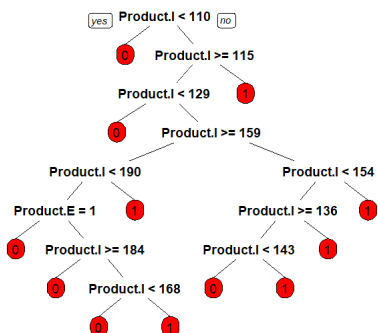 yes Product.I < 110 no
0 Product.I >= 115
Product.I < 129 1
0 Product.I >= 159
Product.I < 190 Product.I < 154
Product.E = 1 1 Product.I >= 136 1
0 Product.I >= 184 Product.I < 143 1
0 Product.I < 168 0 1
0 1